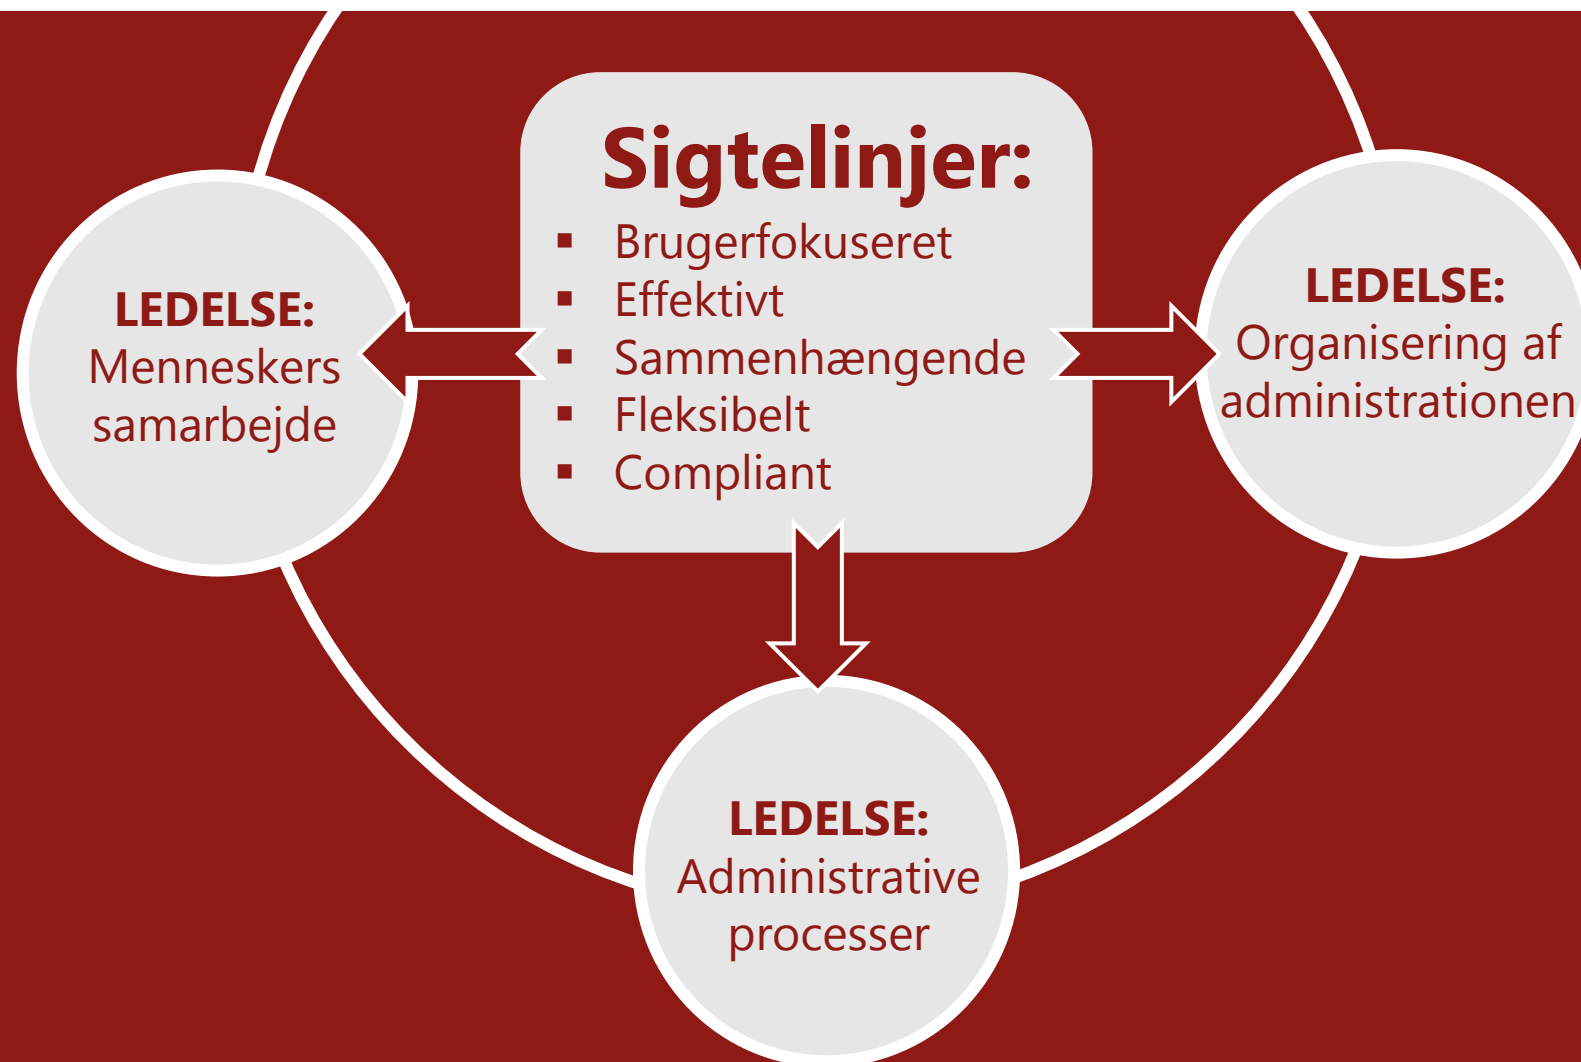 Sigtelinjer:
▪ Brugerfokuseret
▪ Effektivt
▪ Sammenhængende
▪ Fleksibelt
▪ Compliant
LEDELSE:
Menneskers
samarbejde
LEDELSE:
Organisering af
administrationen
LEDELSE:
Administrative
processer